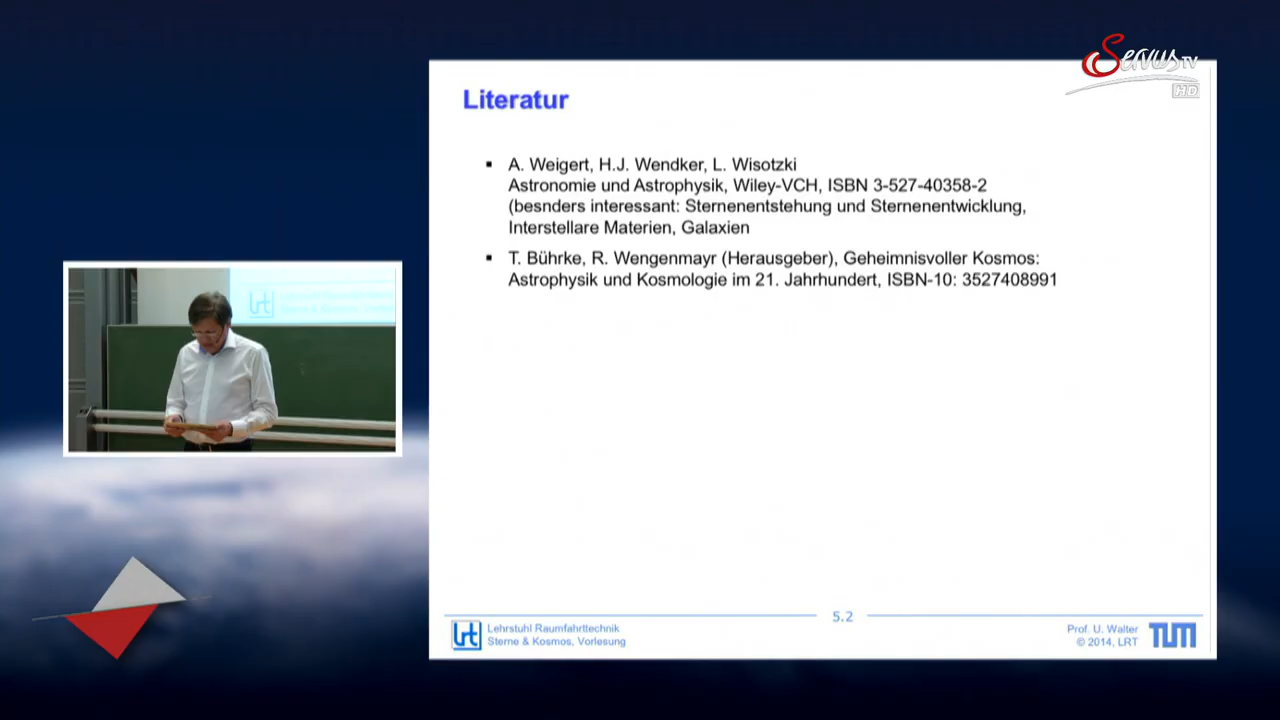 Servus TV
HD
Literatur
▪ A. Weigert, H.J. Wendker, L. Wisotzki
Astronomie und Astrophysik, Wiley-VCH, ISBN 3-527-40358-2
(besnders interessant: Sternenentstehung und Sternenentwicklung,
Interstellare Materien, Galaxien
▪ T. Bührke, R. Wengenmayr (Herausgeber), Geheimnisvoller Kosmos:
Astrophysik und Kosmologie im 21. Jahrhundert, ISBN-10: 3527408991
lrt
5.2
lrt
Lehrstuhl Raumfahrttechnik
Sterne & Kosmos, Vorlesung
Prof. U. Walter
© 2014, LRT
TUM